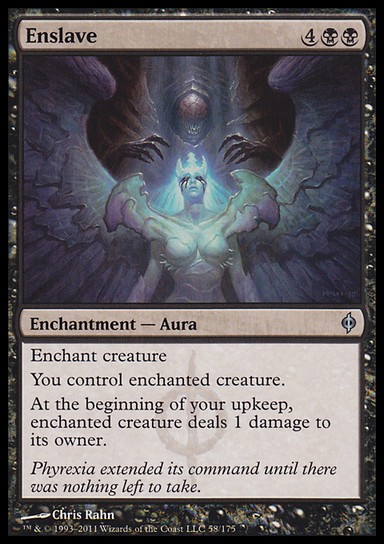 Enslave 4
Enchantment — Aura
Enchant creature
You control enchanted creature.
At the beginning of your upkeep,
enchanted creature deals 1 damage to
its owner.
Phyrexia extended its command until there
was nothing left to take.
Chris Rahn
™ & © 1993–2011 Wizards of the Coast LLC 58/175